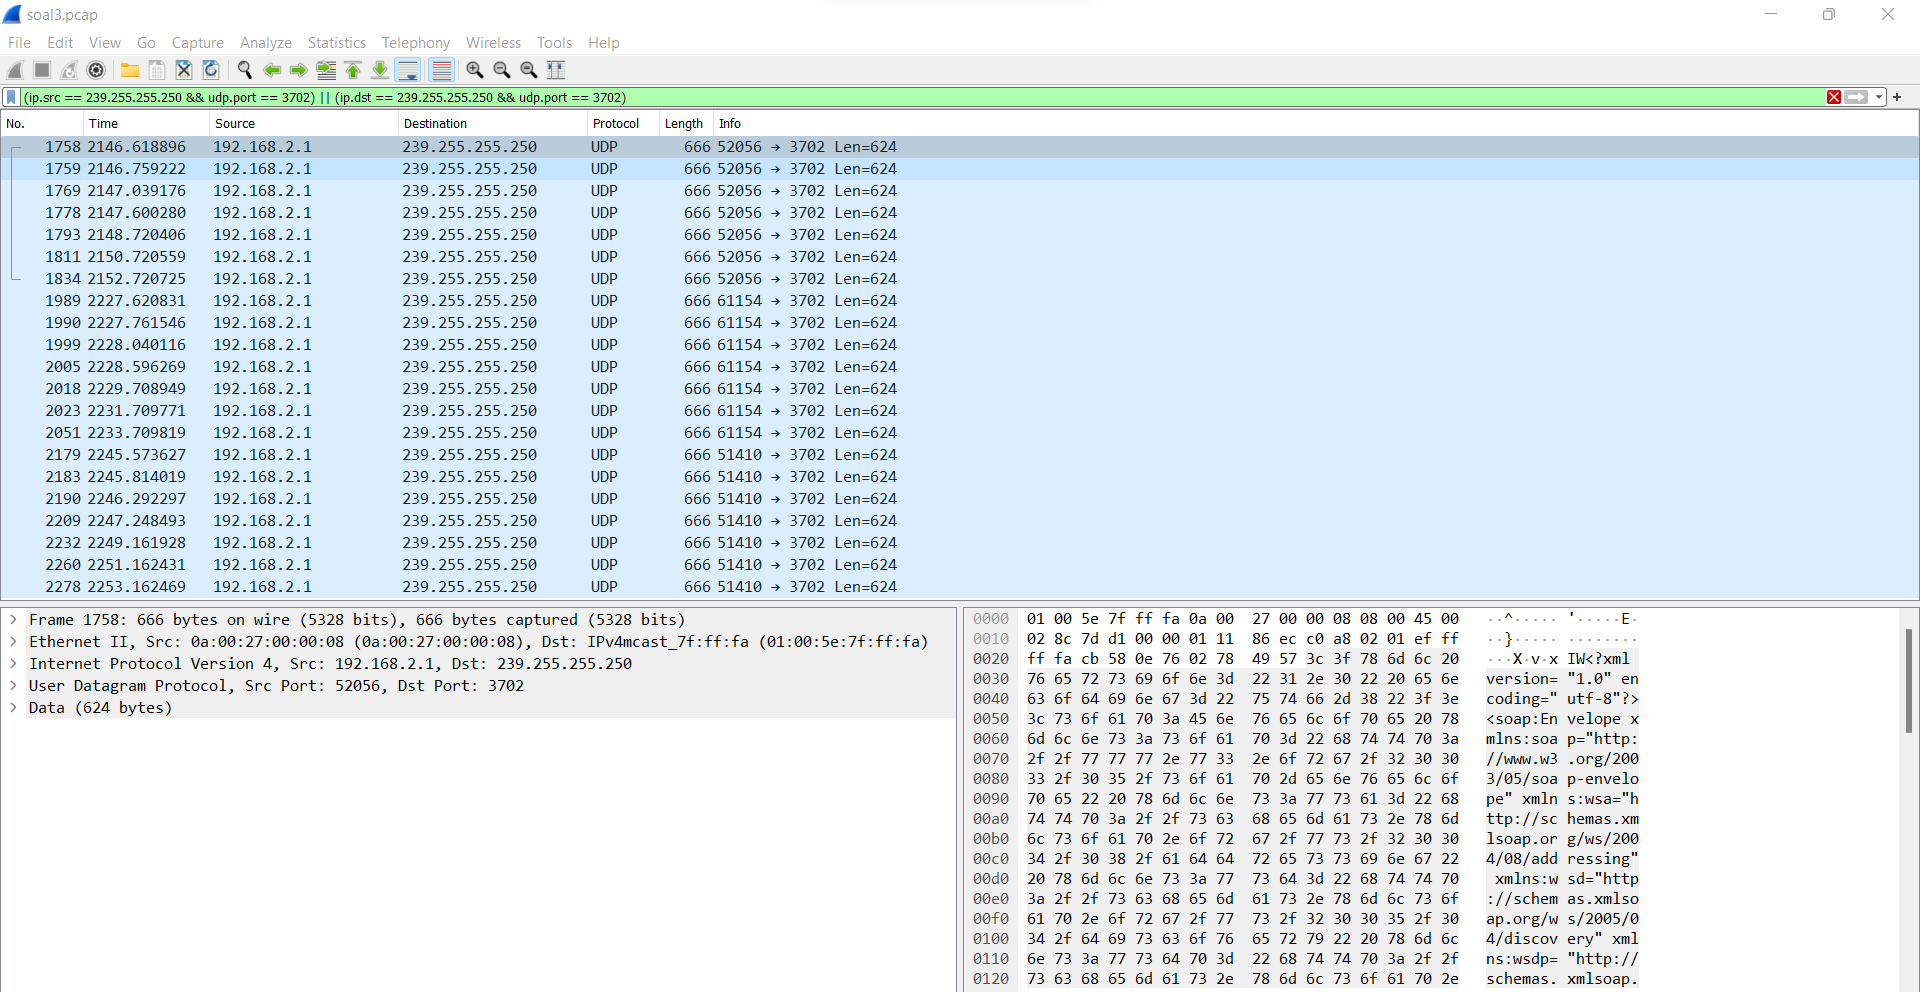 soal3.pcap
File Edit View Go Capture Analyze Statistics Telephony Wireless Tools Help
(ip.src == 239.255.255.250 && udp.port == 3702) || (ip.dst == 239.255.255.250 && udp.port == 3702)
No. Time Source Destination Protocol Length Info
1758 2146.618896 192.168.2.1 239.255.255.250 UDP 666 52056 → 3702 Len=624
1759 2146.759222 192.168.2.1 239.255.255.250 UDP 666 52056 → 3702 Len=624
1769 2147.039176 192.168.2.1 239.255.255.250 UDP 666 52056 → 3702 Len=624
1778 2147.600280 192.168.2.1 239.255.255.250 UDP 666 52056 → 3702 Len=624
1793 2148.720406 192.168.2.1 239.255.255.250 UDP 666 52056 → 3702 Len=624
1811 2150.720559 192.168.2.1 239.255.255.250 UDP 666 52056 → 3702 Len=624
1834 2152.720725 192.168.2.1 239.255.255.250 UDP 666 52056 → 3702 Len=624
1989 2227.620831 192.168.2.1 239.255.255.250 UDP 666 61154 → 3702 Len=624
1990 2227.761546 192.168.2.1 239.255.255.250 UDP 666 61154 → 3702 Len=624
1999 2228.040116 192.168.2.1 239.255.255.250 UDP 666 61154 → 3702 Len=624
2005 2228.596269 192.168.2.1 239.255.255.250 UDP 666 61154 → 3702 Len=624
2018 2229.708949 192.168.2.1 239.255.255.250 UDP 666 61154 → 3702 Len=624
2023 2231.709771 192.168.2.1 239.255.255.250 UDP 666 61154 → 3702 Len=624
2051 2233.709819 192.168.2.1 239.255.255.250 UDP 666 61154 → 3702 Len=624
2179 2245.573627 192.168.2.1 239.255.255.250 UDP 666 51410 → 3702 Len=624
2183 2245.814019 192.168.2.1 239.255.255.250 UDP 666 51410 → 3702 Len=624
2190 2246.292297 192.168.2.1 239.255.255.250 UDP 666 51410 → 3702 Len=624
2209 2247.248493 192.168.2.1 239.255.255.250 UDP 666 51410 → 3702 Len=624
2232 2249.161928 192.168.2.1 239.255.255.250 UDP 666 51410 → 3702 Len=624
2260 2251.162431 192.168.2.1 239.255.255.250 UDP 666 51410 → 3702 Len=624
2278 2253.162469 192.168.2.1 239.255.255.250 UDP 666 51410 → 3702 Len=624
Frame 1758: 666 bytes on wire (5328 bits), 666 bytes captured (5328 bits)
Ethernet II, Src: 0a:00:27:00:00:08 (0a:00:27:00:00:08), Dst: IPv4mcast_7f:ff:fa (01:00:5e:7f:ff:fa)
Internet Protocol Version 4, Src: 192.168.2.1, Dst: 239.255.255.250
User Datagram Protocol, Src Port: 52056, Dst Port: 3702
Data (624 bytes)
0000 01 00 5e 7f ff fa 0a 00 27 00 00 08 08 00 45 00 ··^····· '·····E·
0010 02 8c 7d d1 00 00 01 11 86 ec c0 a8 02 01 ef ff ··}····· ········
0020 ff fa cb 58 0e 76 02 78 49 57 3c 3f 78 6d 6c 20 ···X·v·x IW<?xml
0030 76 65 72 73 69 6f 6e 3d 22 31 2e 30 22 20 65 6e version= "1.0" en
0040 63 6f 64 69 6e 67 3d 22 75 74 66 2d 38 22 3f 3e coding=" utf-8"?>
0050 3c 73 6f 61 70 3a 45 6e 76 65 6c 6f 70 65 20 78 <soap:En velope x
0060 6d 6c 6e 73 3a 73 6f 61 70 3d 22 68 74 74 70 3a mlns:soa p="http:
0070 2f 2f 77 77 77 2e 77 33 2e 6f 72 67 2f 32 30 30 //www.w3 .org/200
0080 33 2f 30 35 2f 73 6f 61 70 2d 65 6e 76 65 6c 6f 3/05/soa p-envelo
0090 70 65 22 20 78 6d 6c 6e 73 3a 77 73 61 3d 22 68 pe" xmln s:wsa="h
00a0 74 74 70 3a 2f 2f 73 63 68 65 6d 61 73 2e 78 6d ttp://sc hemas.xm
00b0 6c 73 6f 61 70 2e 6f 72 67 2f 77 73 2f 32 30 30 lsoap.or g/ws/200
00c0 34 2f 30 38 2f 61 64 64 72 65 73 73 69 6e 67 22 4/08/add ressing"
00d0 20 78 6d 6c 6e 73 3a 77 73 64 3d 22 68 74 74 70 xmlns:w sd="http
00e0 3a 2f 2f 73 63 68 65 6d 61 73 2e 78 6d 6c 73 6f ://schem as.xmlso
00f0 61 70 2e 6f 72 67 2f 77 73 2f 32 30 30 35 2f 30 ap.org/w s/2005/0
0100 34 2f 64 69 73 63 6f 76 65 72 79 22 20 78 6d 6c 4/discov ery" xml
0110 6e 73 3a 77 73 64 70 3d 22 68 74 74 70 3a 2f 2f ns:wsdp= "http://
0120 73 63 68 65 6d 61 73 2e 78 6d 6c 73 6f 61 70 2e schemas. xmlsoap.